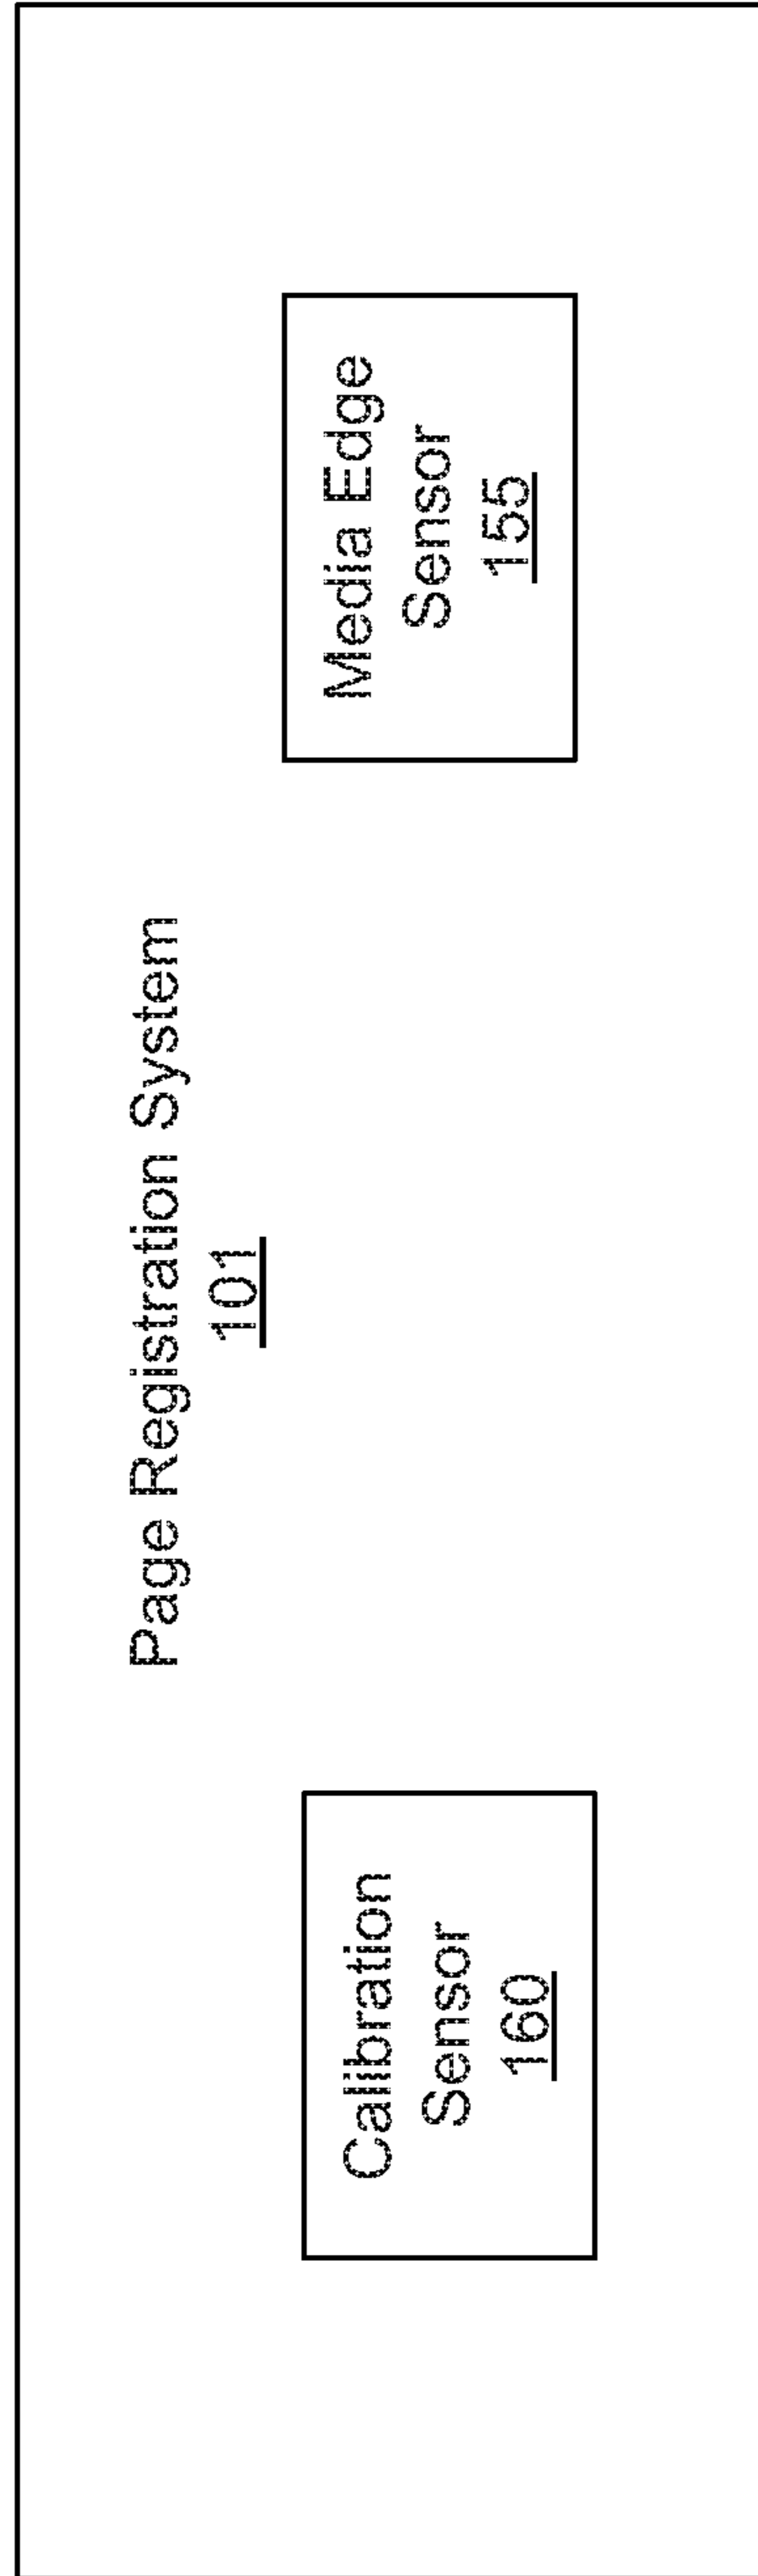 Page Registration System
101
Calibration
Sensor
160
Media Edge
Sensor
155